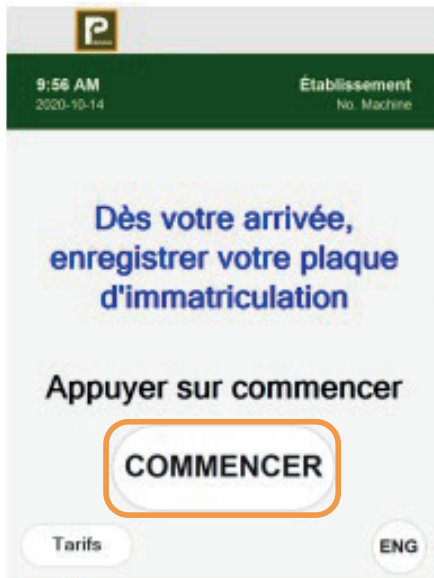 P
9:56 AM
Établissement
2020-10-14
No. Machine
Dès votre arrivée,
enregistrer votre plaque
d'immatriculation
Appuyer sur commencer
COMMENCER
Tarifs
ENG